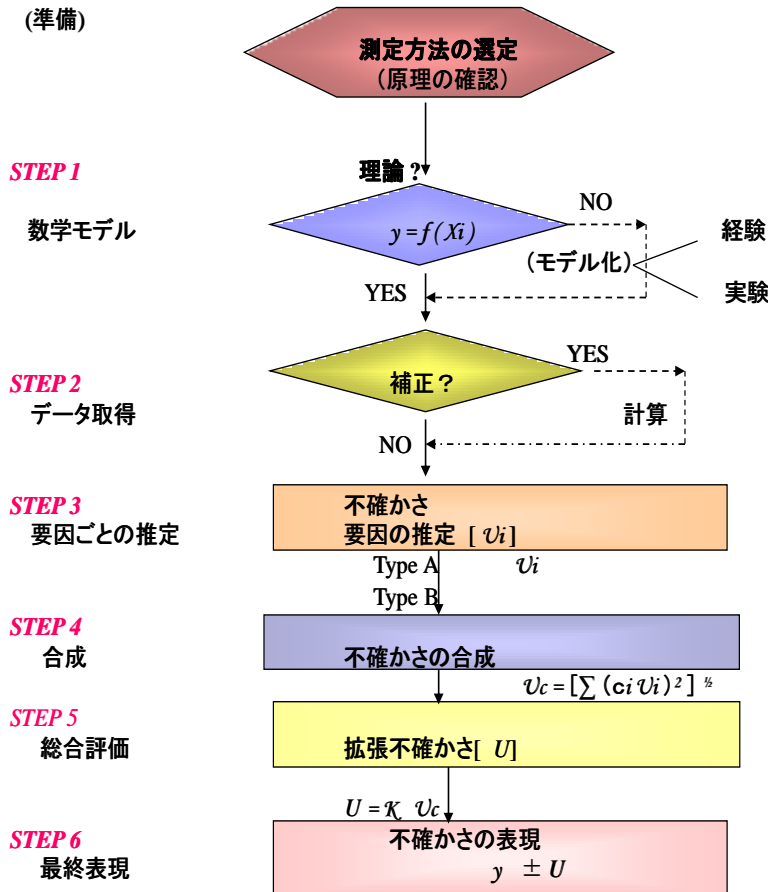 (準備)
測定方法の選定
(原理の確認)
STEP 1
理論？
数学モデル
y=f(Xi)
NO
(モデル化)
経験
実験
YES
STEP 2
データ取得
補正？
YES
計算
NO
STEP 3
要因ごとの推定
不確かさ
要因の推定 [ υi]
Type A υi
Type B
STEP 4
合成
不確かさの合成
υc=[∑ (ci υi)²] ½
STEP 5
総合評価
拡張不確かさ[ U]
U=K υc
STEP 6
最終表現
不確かさの表現
y ±U